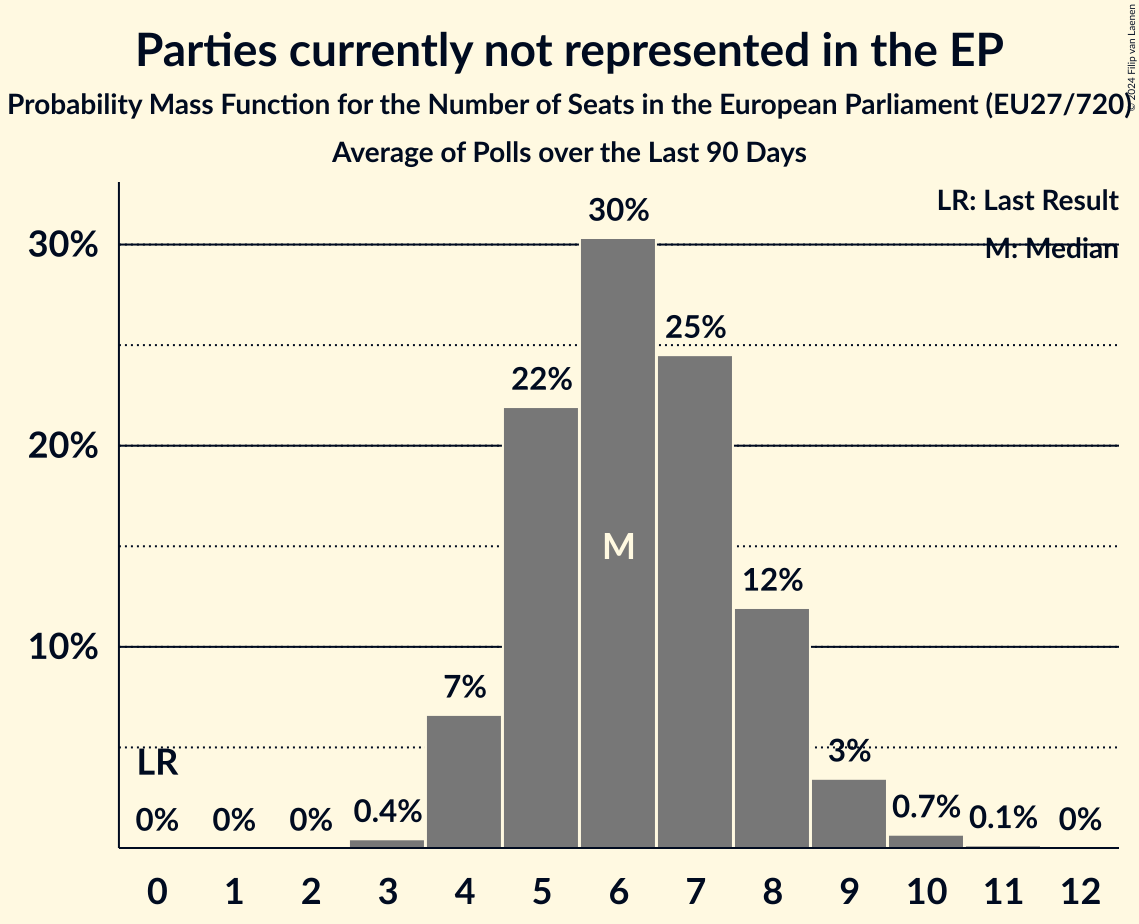 Parties currently not represented in the EP
Probability Mass Function for the Number of Seats in the European Parliament (EU27/720)
Average of Polls over the Last 90 Days
© 2024 Filip van Laenen
LR: Last Result
M: Median
30%
20%
10%
LR
M
0% 0% 0% 0.4% 7% 22% 30% 25% 12% 3% 0.7% 0.1% 0%
0 1 2 3 4 5 6 7 8 9 10 11 12